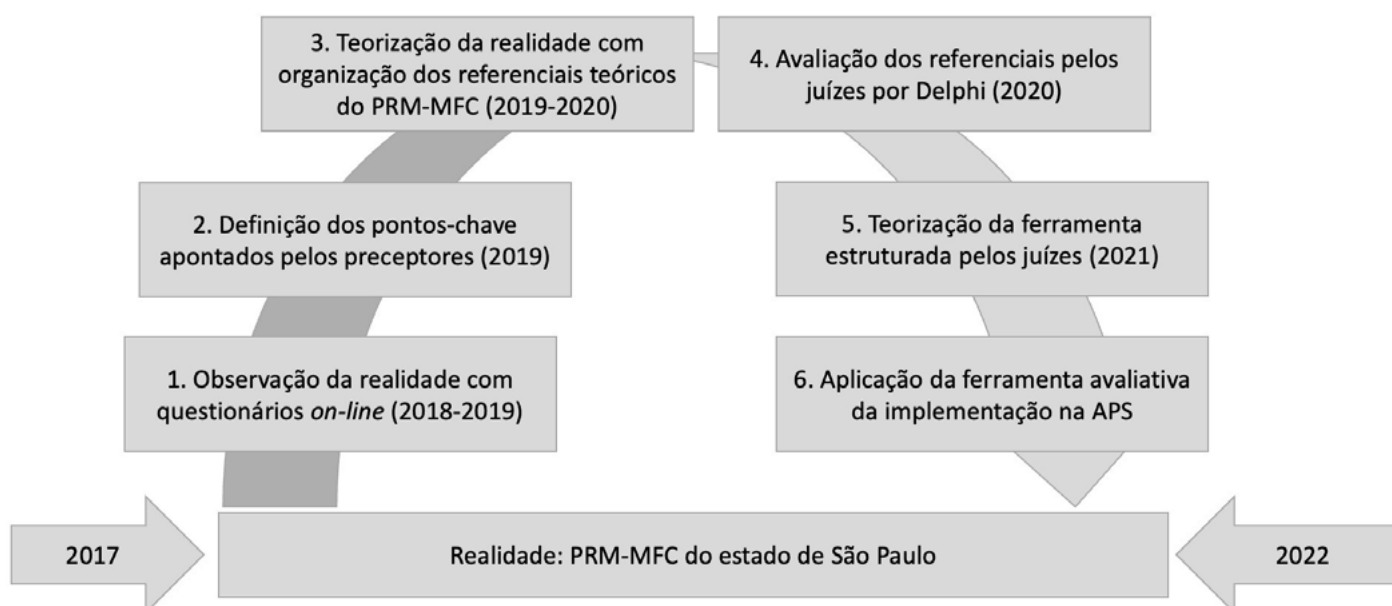 3. Teorização da realidade com
organização dos referenciais teóricos
do PRM-MFC (2019-2020)
4. Avaliação dos referenciais pelos
juízes por Delphi (2020)
2. Definição dos pontos-chave
apontados pelos preceptores (2019)
5. Teorização da ferramenta
estruturada pelos juízes (2021)
1. Observação da realidade com
questionários on-line (2018-2019)
6. Aplicação da ferramenta avaliativa
da implementação na APS
2017
Realidade: PRM-MFC do estado de São Paulo
2022